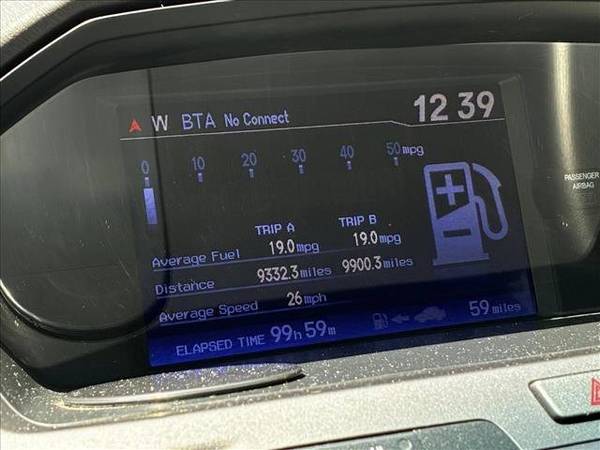 W BTA No Connect 12 39
0 10 20 30 40 50 mpg
PASSENGER
AIRBAG
TRIP A TRIP B
Average Fuel 19.0 mpg 19.0 mpg
Distance 9332.3 miles 9900.3 miles
Average Speed 26 mph
ELAPSED TIME 99h 59m 59 miles